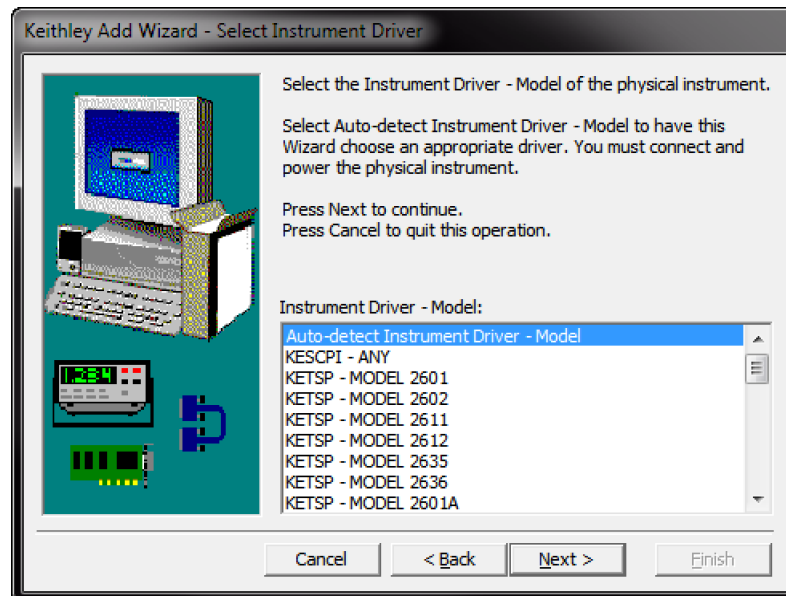 Keithley Add Wizard - Select Instrument Driver
Select the Instrument Driver - Model of the physical instrument.
Select Auto-detect Instrument Driver - Model to have this
Wizard choose an appropriate driver. You must connect and
power the physical instrument.
Press Next to continue.
Press Cancel to quit this operation.
1.234
Instrument Driver - Model:
Auto-detect Instrument Driver - Model
KESCPI - ANY
KETSP - MODEL 2601
KETSP - MODEL 2602
KETSP - MODEL 2611
KETSP - MODEL 2612
KETSP - MODEL 2635
KETSP - MODEL 2636
KETSP - MODEL 2601A
Cancel
< Back
Next >
Finish